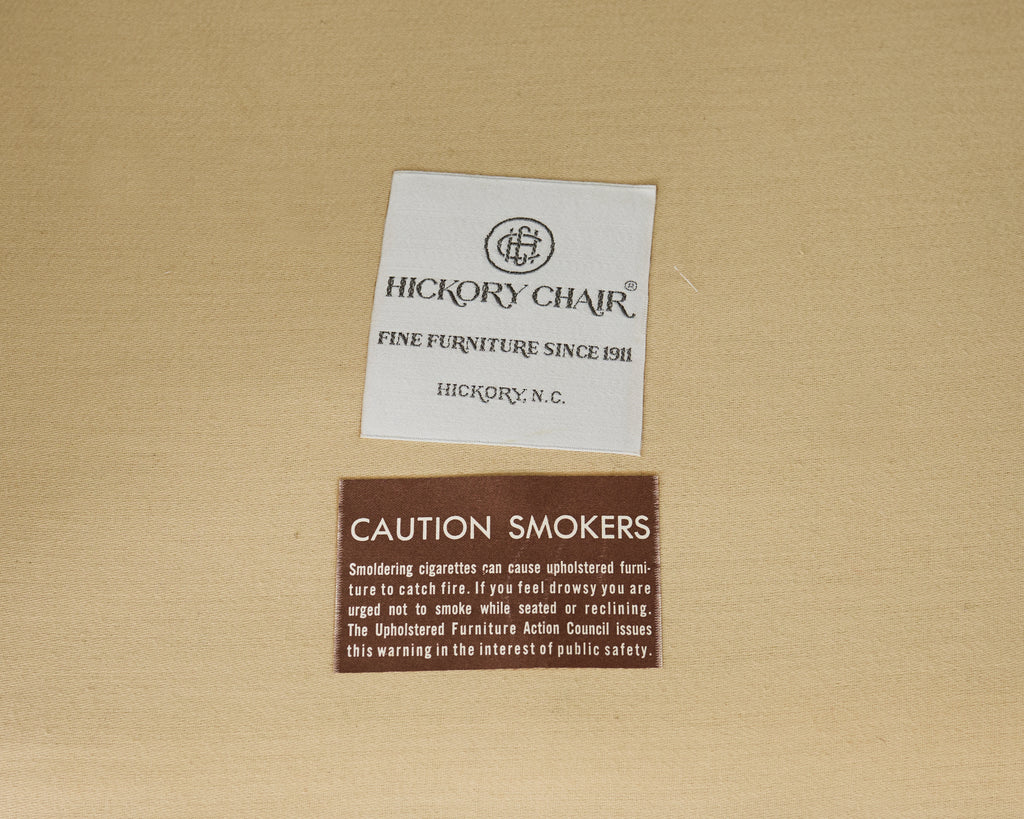 HICKORY CHAIR®
FINE FURNITURE SINCE 1911
HICKORY, N.C.
CAUTION SMOKERS
Smoldering cigarettes can cause upholstered furni-
ture to catch fire. If you feel drowsy you are
urged not to smoke while seated or reclining.
The Upholstered Furniture Action Council issues
this warning in the interest of public safety.